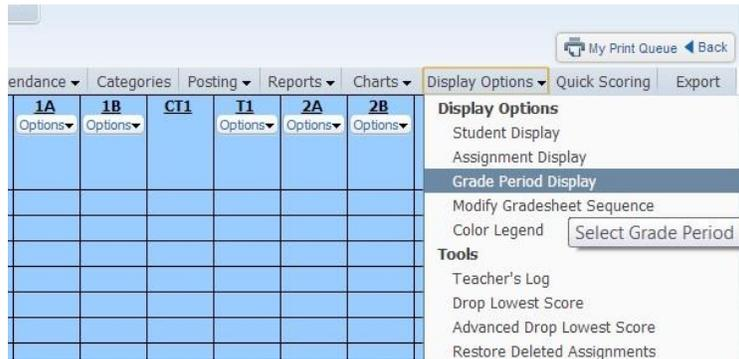 My Print Queue Back
endance Categories Posting Reports Charts Display Options Quick Scoring Export
1A 1B CT1 T1 2A 2B
Options Options Options Options Options
Display Options
Student Display
Assignment Display
Grade Period Display
Modify Gradesheet Sequence
Color Legend
Select Grade Period
Tools
Teacher's Log
Drop Lowest Score
Advanced Drop Lowest Score
Restore Deleted Assignments